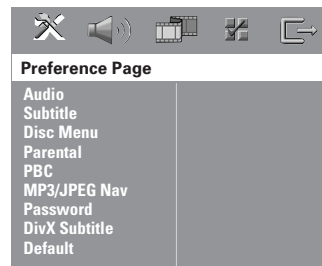 Preference Page
Audio
Subtitle
Disc Menu
Parental
PBC
MP3/JPEG Nav
Password
DivX Subtitle
Default